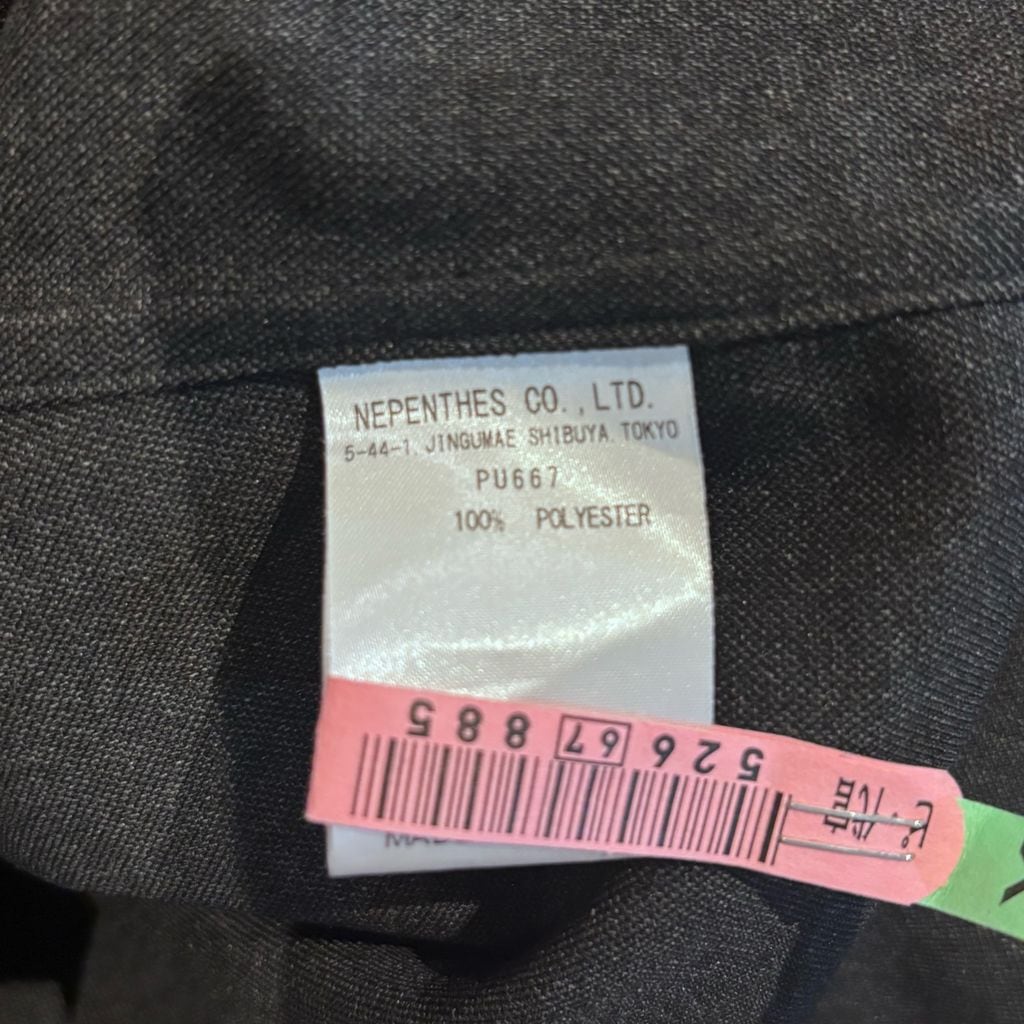 NEPENTHES CO.,LTD.
5-44-1, JINGUMAE SHIBUYA. TOKYO
PU667
100% POLYESTER
526 67 885